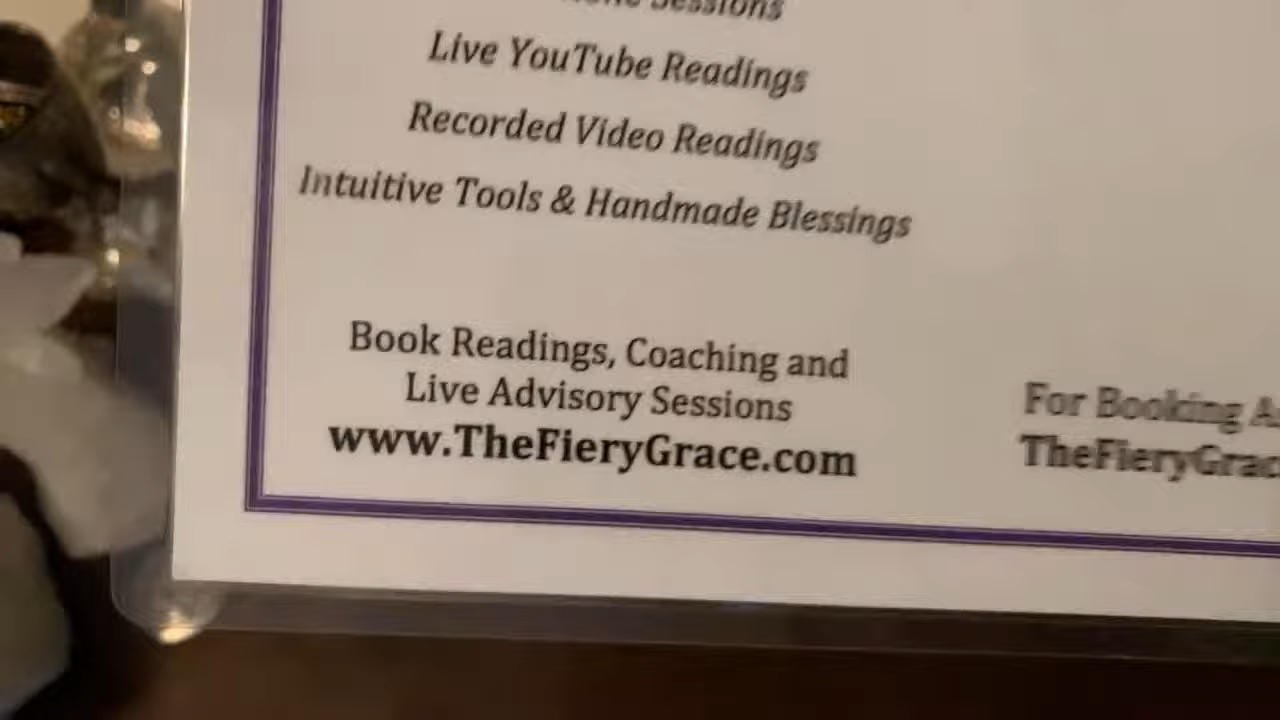 Sessions
Live YouTube Readings
Recorded Video Readings
Intuitive Tools & Handmade Blessings
Book Readings, Coaching and
Live Advisory Sessions
www.TheFieryGrace.com
For Booking
TheFieryGrac